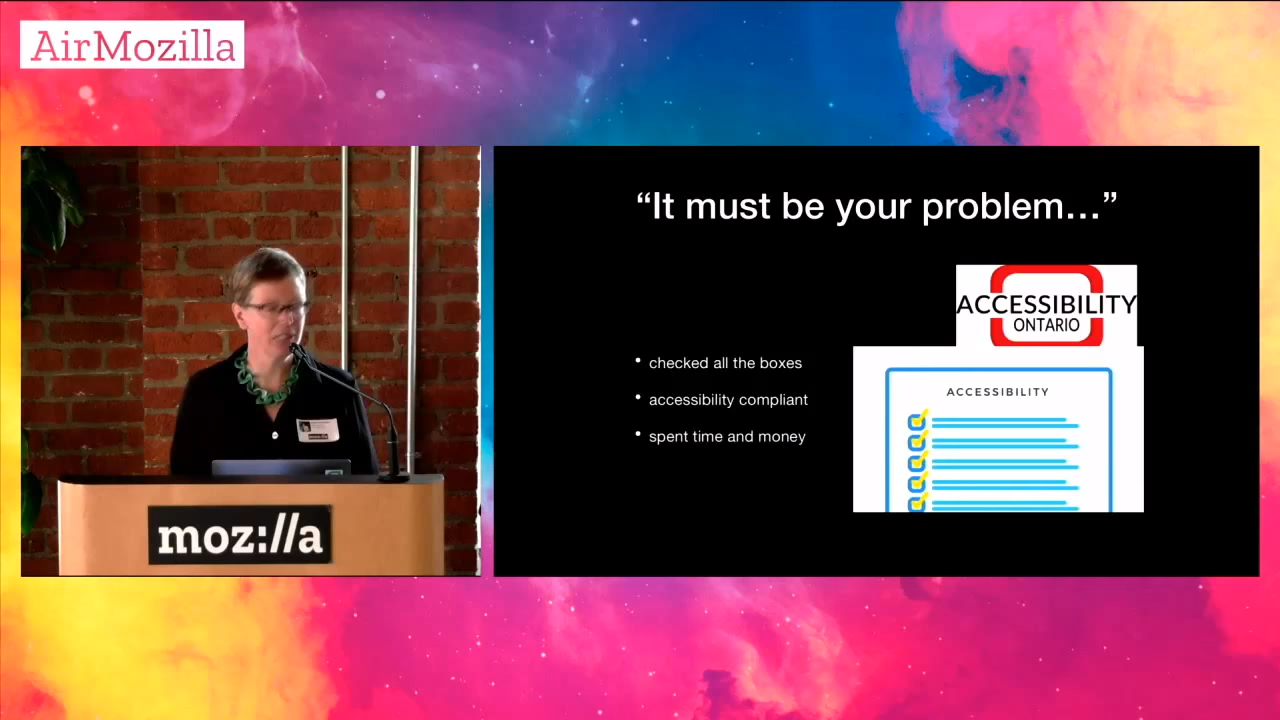 AirMozilla
“It must be your problem…”
ACCESSIBILITY
ONTARIO
• checked all the boxes
• accessibility compliant
• spent time and money
ACCESSIBILITY
moz://a